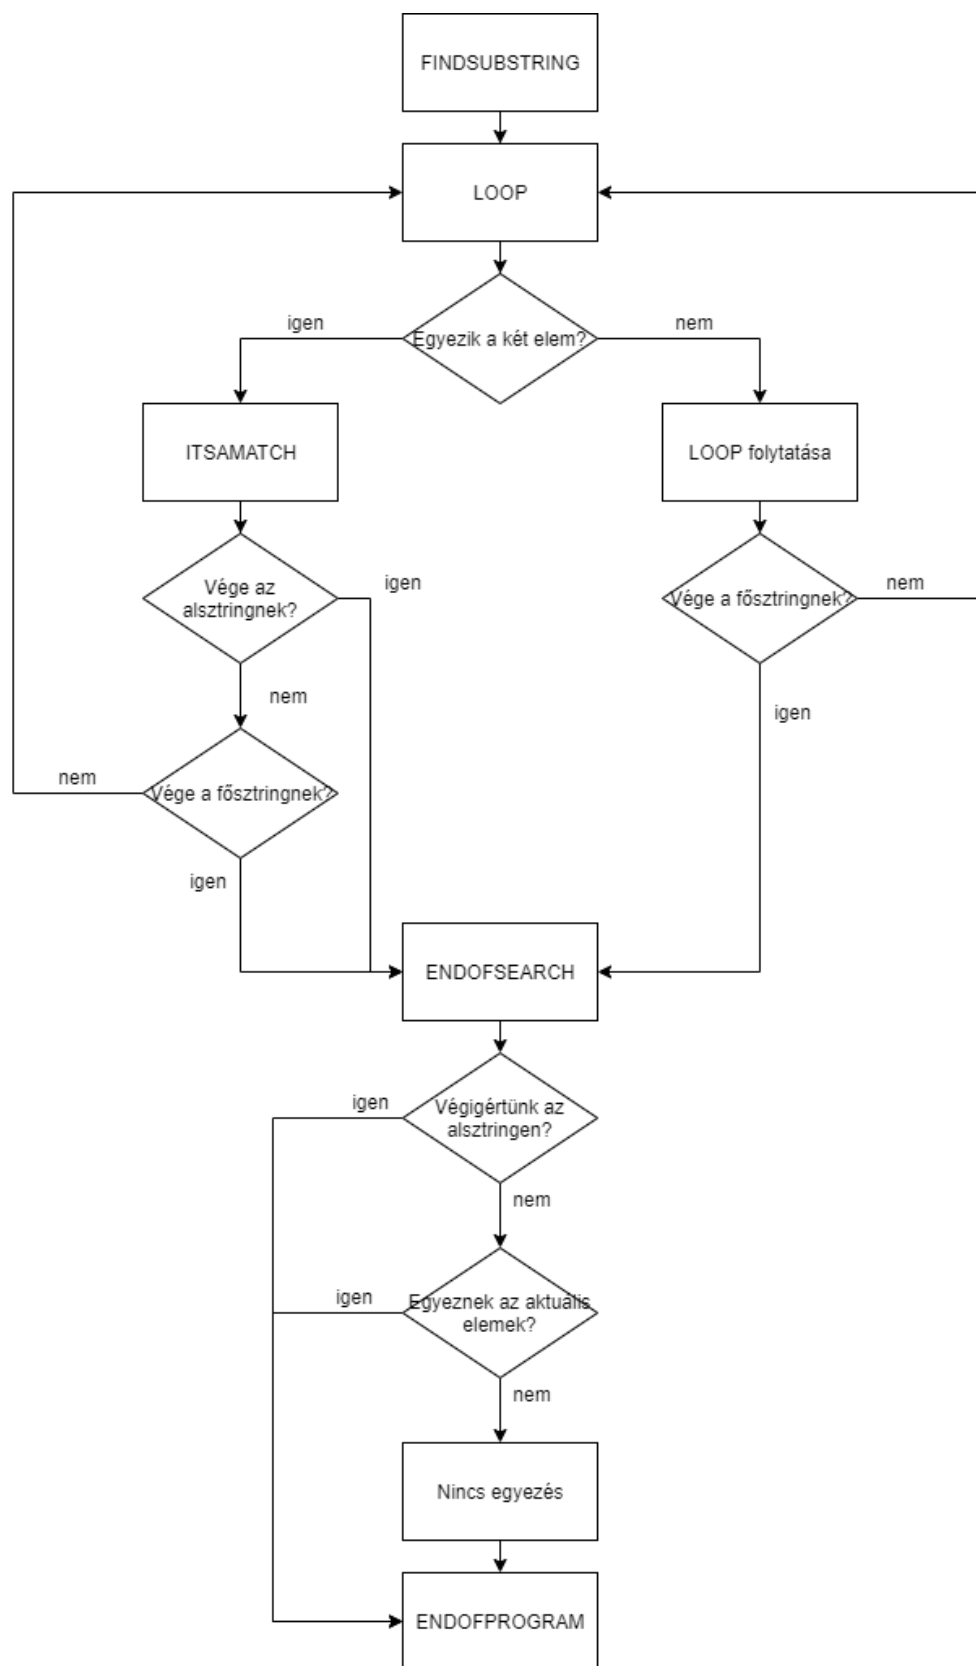 FINDSUBSTRING
LOOP
Egyezik a két elem?
igen
nem
ITSAMATCH
LOOP folytatása
Vége az
alsztringnek?
igen
Vége a fősztringnek?
nem
nem
igen
Vége a fősztringnek?
nem
igen
ENDOFSEARCH
Végigértünk az
alsztringen?
igen
nem
Egyeznek az aktuális
elemek?
igen
nem
Nincs egyezés
ENDOFPROGRAM